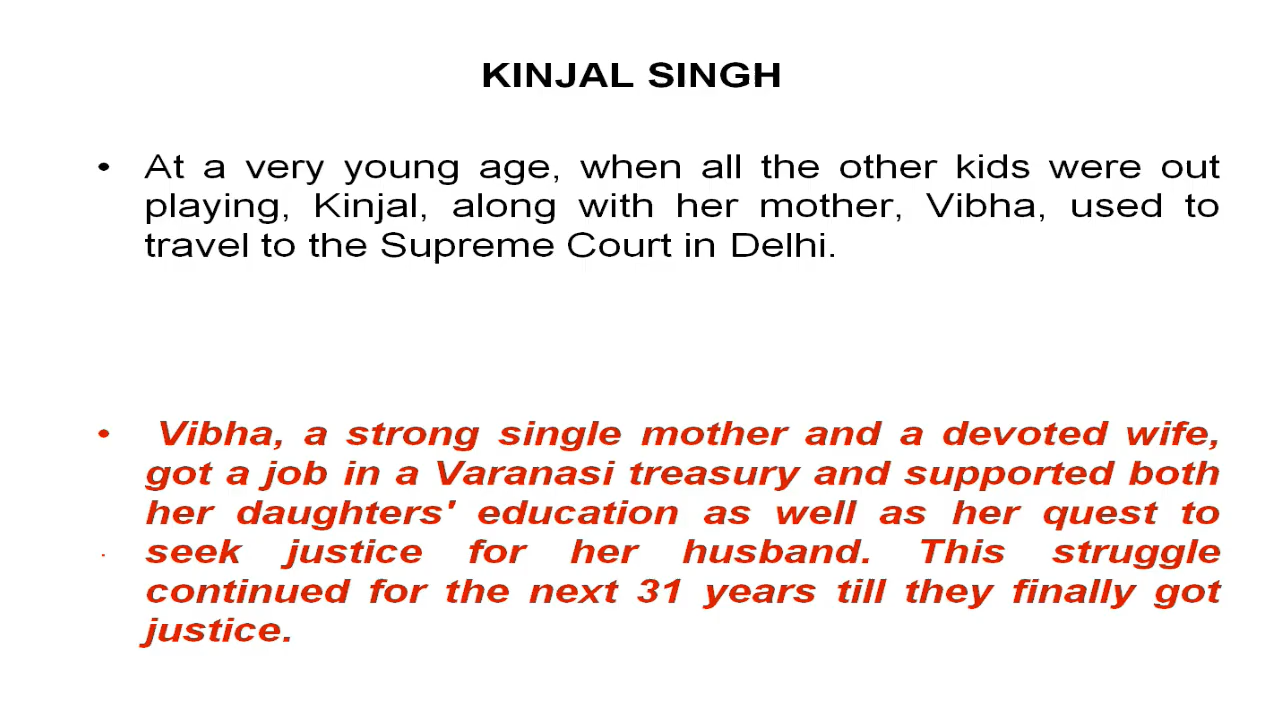 KINJAL SINGH
• At a very young age, when all the other kids were out
playing, Kinjal, along with her mother, Vibha, used to
travel to the Supreme Court in Delhi.
• Vibha, a strong single mother and a devoted wife,
got a job in a Varanasi treasury and supported both
her daughters' education as well as her quest to
seek justice for her husband. This struggle
continued for the next 31 years till they finally got
justice.